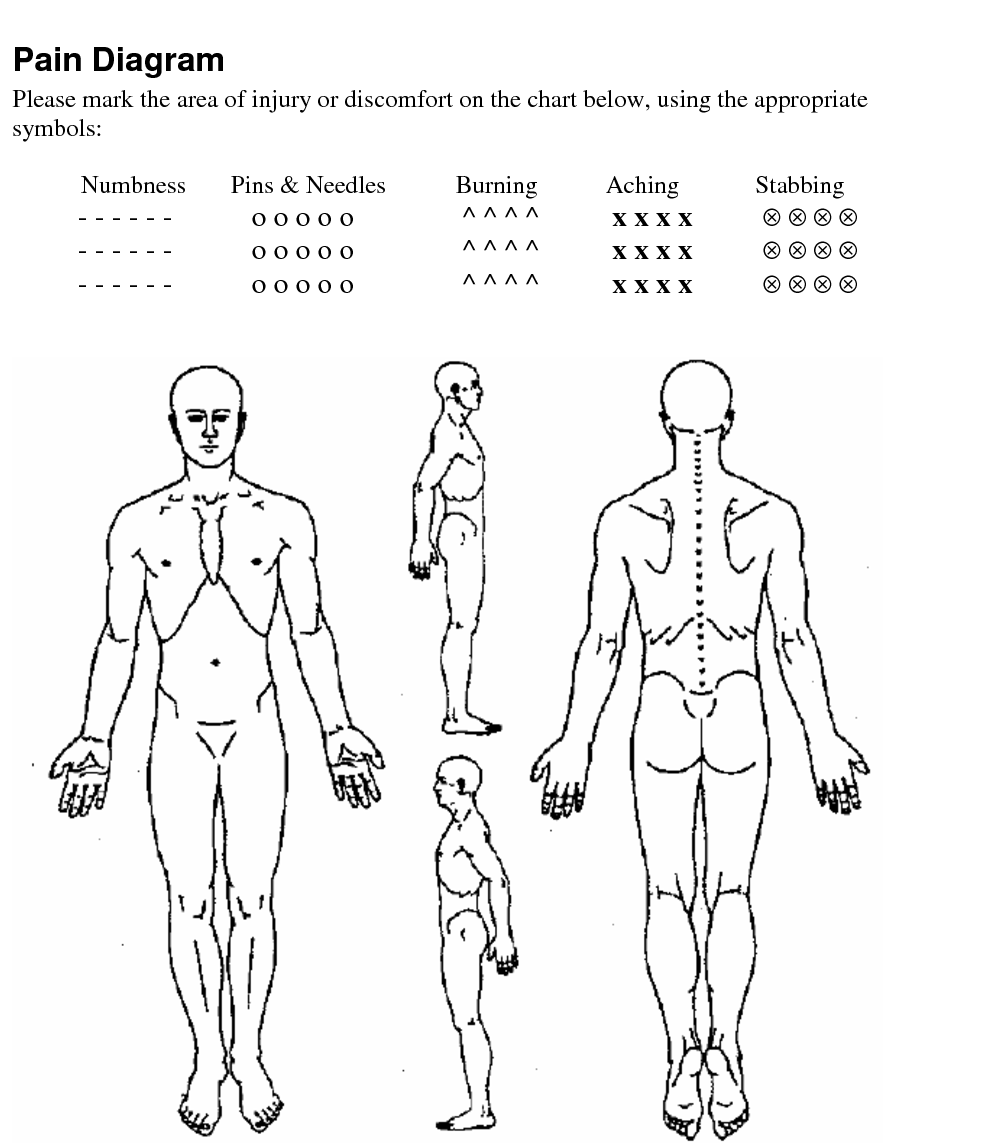 Pain Diagram
Please mark the area of injury or discomfort on the chart below, using the appropriate
symbols:
Numbness Pins & Needles Burning Aching Stabbing
- - - - - - o o o o o ^ ^ ^ ^ x x x x ⊗ ⊗ ⊗ ⊗
- - - - - - o o o o o ^ ^ ^ ^ x x x x ⊗ ⊗ ⊗ ⊗
- - - - - - o o o o o ^ ^ ^ ^ x x x x ⊗ ⊗ ⊗ ⊗